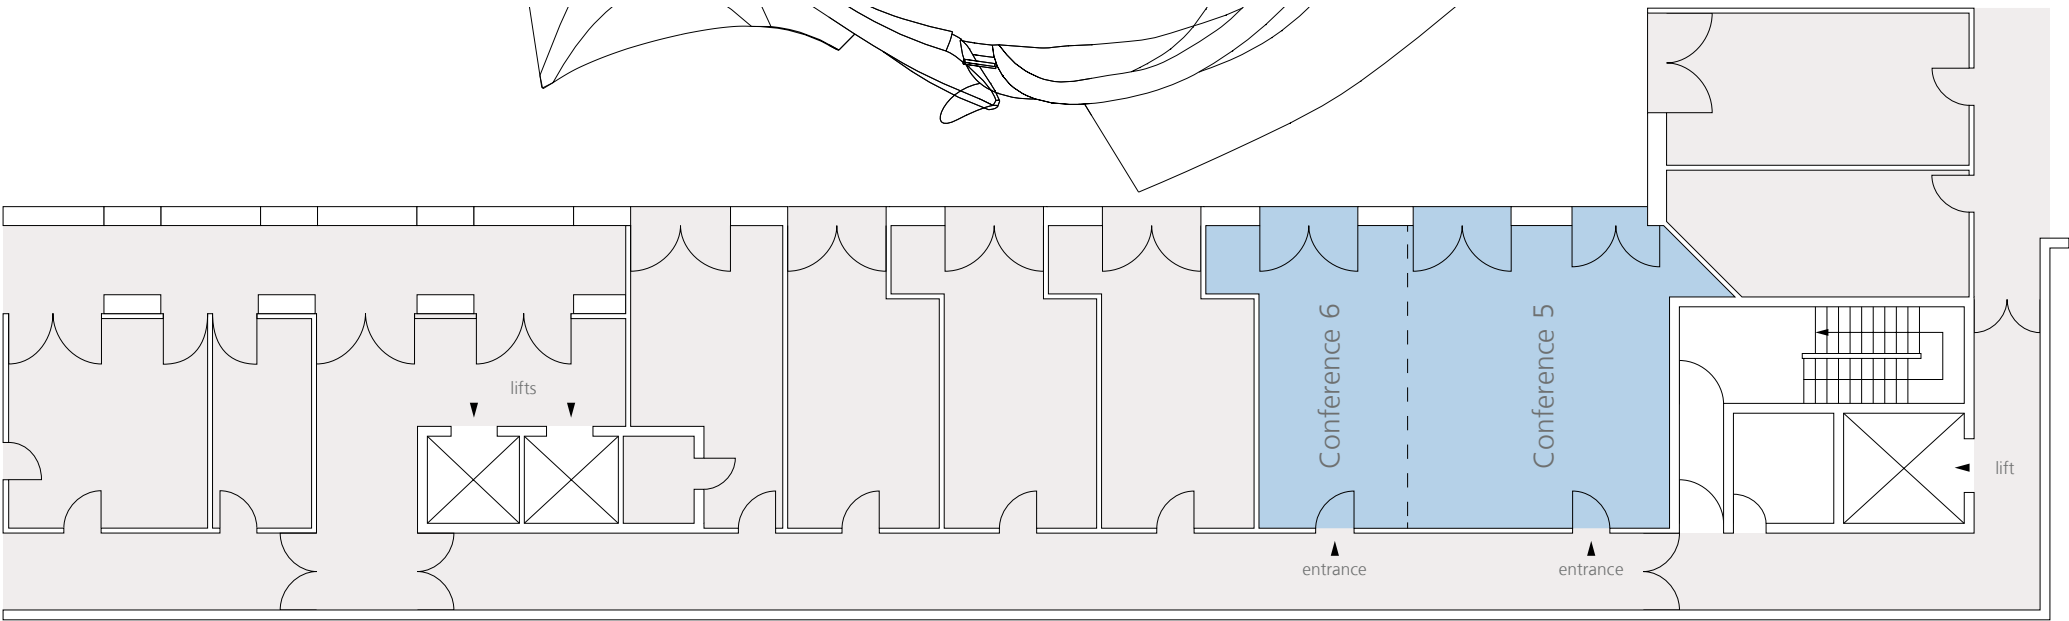 Conference 6
Conference 5
lifts
lift
entrance
entrance